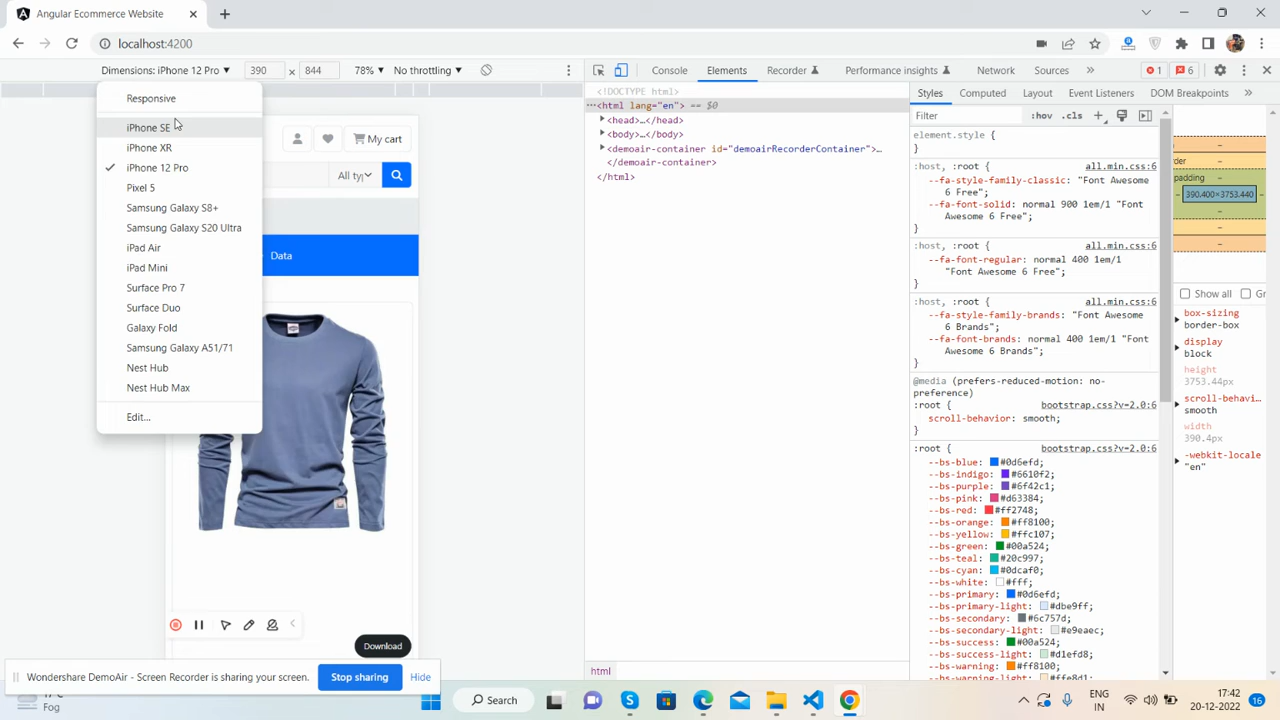 Angular Ecommerce Website
localhost:4200
Dimensions: iPhone 12 Pro 390 × 844 78% No throttling
Console Elements Recorder Performance insights Network Sources 1 6
Responsive
iPhone SE
iPhone XR
iPhone 12 Pro
Pixel 5
Samsung Galaxy S8+
Samsung Galaxy S20 Ultra
iPad Air
iPad Mini
Surface Pro 7
Surface Duo
Galaxy Fold
Samsung Galaxy A51/71
Nest Hub
Nest Hub Max
Edit...
My cart
All typ
Data
Download
<!DOCTYPE html>
<html lang="en"> == $0
<head>…</head>
<body>…</body>
<demoair-container id="demoairRecorderContainer">…
</demoair-container>
</html>
html
Styles Computed Layout Event Listeners DOM Breakpoints
Filter :hov .cls
element.style {
}
:host, :root { all.min.css:6
--fa-style-family-classic: "Font Awesome
6 Free";
--fa-font-solid: normal 900 1em/1 "Font
Awesome 6 Free";
}
:host, :root { all.min.css:6
--fa-font-regular: normal 400 1em/1
"Font Awesome 6 Free";
}
:host, :root { all.min.css:6
--fa-style-family-brands: "Font Awesome
6 Brands";
--fa-font-brands: normal 400 1em/1 "Font
Awesome 6 Brands";
}
@media (prefers-reduced-motion: no-
preference)
:root { bootstrap.css?v=2.0:6
scroll-behavior: smooth;
}
:root { bootstrap.css?v=2.0:6
--bs-blue: #0d6efd;
--bs-indigo: #6610f2;
--bs-purple: #6f42c1;
--bs-pink: #d63384;
--bs-red: #ff2748;
--bs-orange: #ff8100;
--bs-yellow: #ffc107;
--bs-green: #00a524;
--bs-teal: #20c997;
--bs-cyan: #0dcaf0;
--bs-white: #fff;
--bs-primary: #0d6efd;
--bs-primary-light: #dbe9ff;
--bs-secondary: #6c757d;
--bs-secondary-light: #e9eaec;
--bs-success: #00a524;
--bs-success-light: #d1efd8;
--bs-warning: #ff8100;
padding
390.400×3753.440
Show all
box-sizing
border-box
display
block
height
3753.44px
scroll-behavi…
smooth
width
390.4px
-webkit-locale
"en"
Wondershare DemoAir - Screen Recorder is sharing your screen. Stop sharing Hide
Fog
Search
ENG
IN
17:42
20-12-2022
16